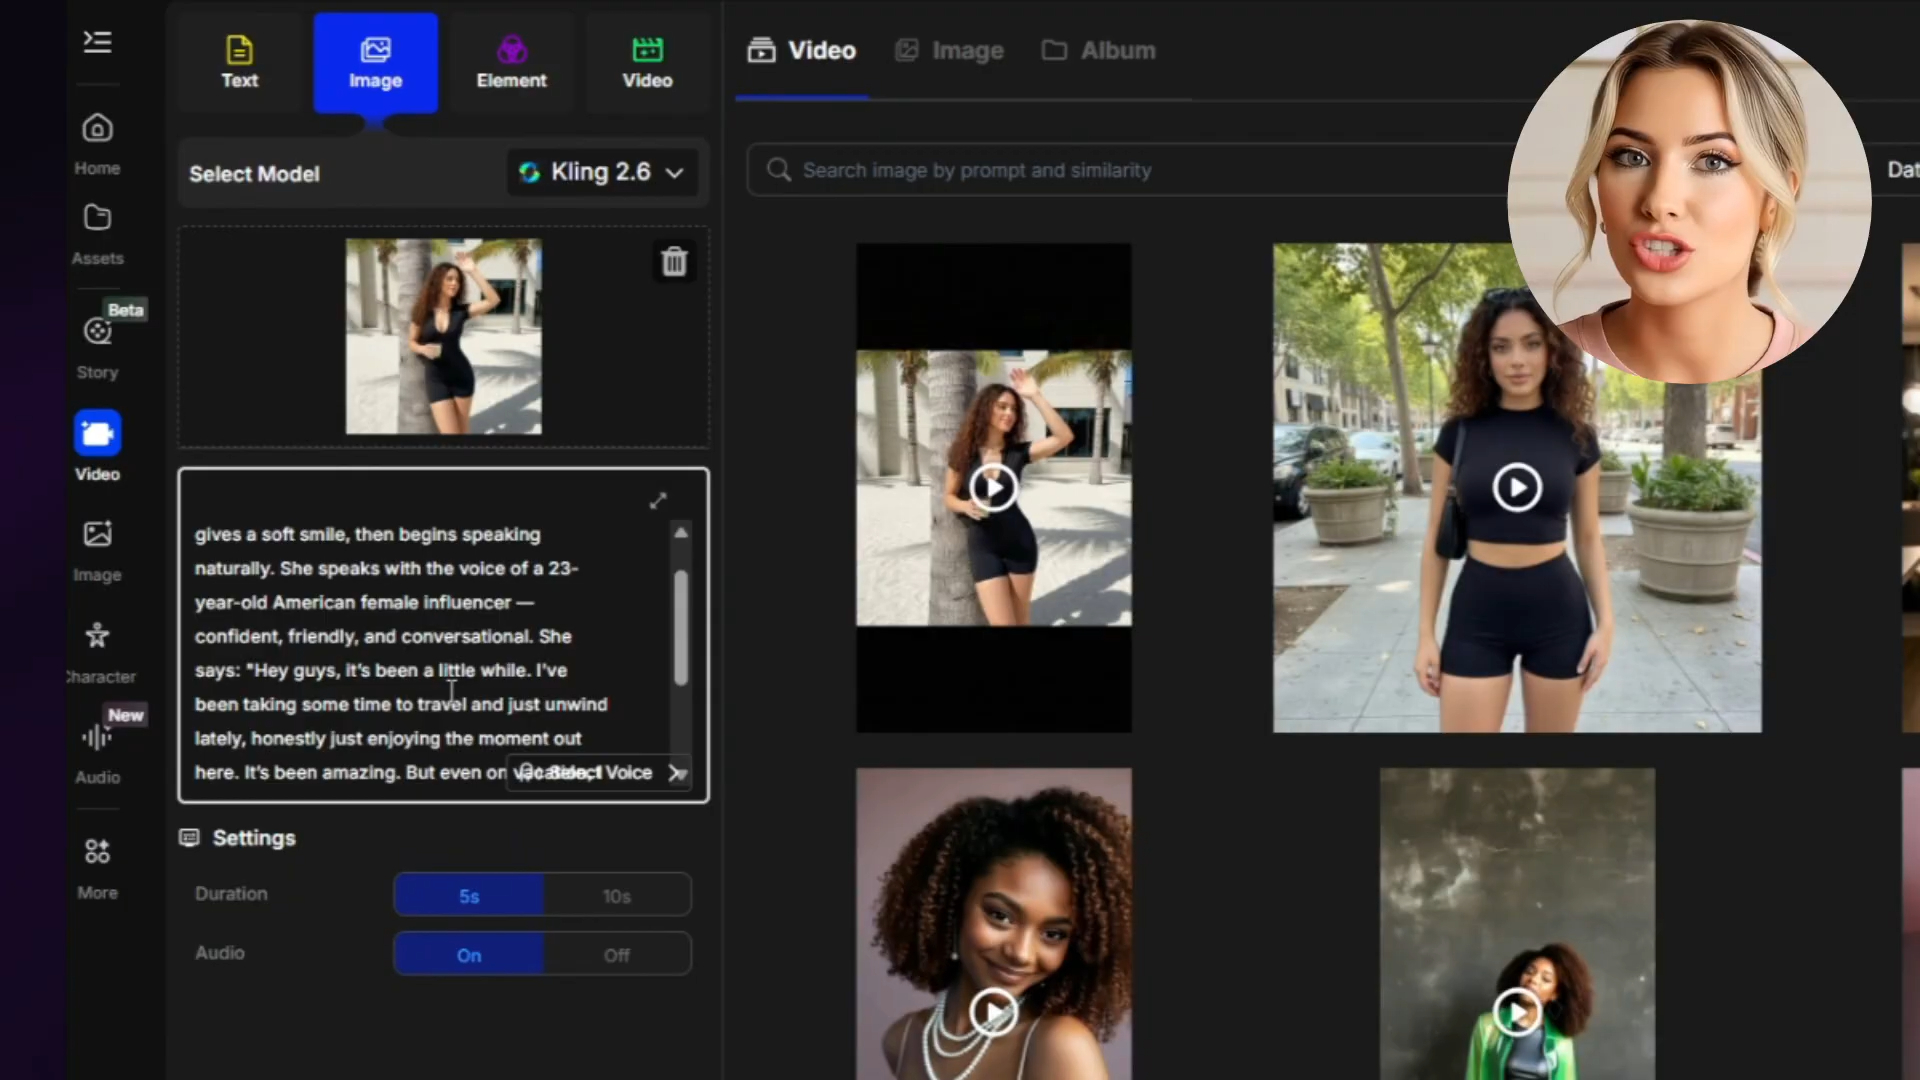 Text
Image
Element
Video
Select Model
Kling 2.6
Home
Assets
Beta
Story
Video
Image
Character
New
Audio
More
gives a soft smile, then begins speaking
naturally. She speaks with the voice of a 23-
year-old American female influencer —
confident, friendly, and conversational. She
says: "Hey guys, it's been a little while. I've
been taking some time to travel and just unwind
lately, honestly just enjoying the moment out
here. It's been amazing. But even on
Select Voice
Settings
Duration
5s
10s
Audio
On
Off
Video
Image
Album
Search image by prompt and similarity
Dat